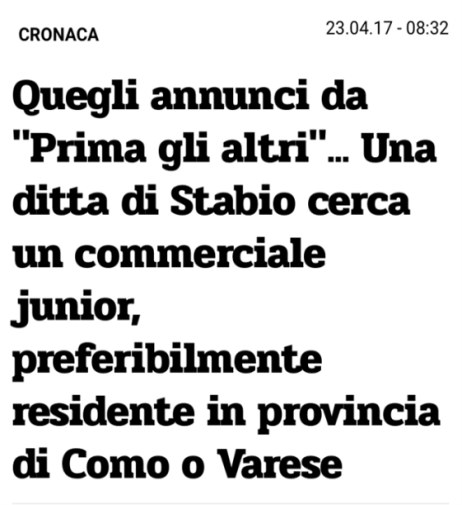 CRONACA
23.04.17 - 08:32
Quegli annunci da
"Prima gli altri"... Una
ditta di Stabio cerca
un commerciale
junior,
preferibilmente
residente in provincia
di Como o Varese